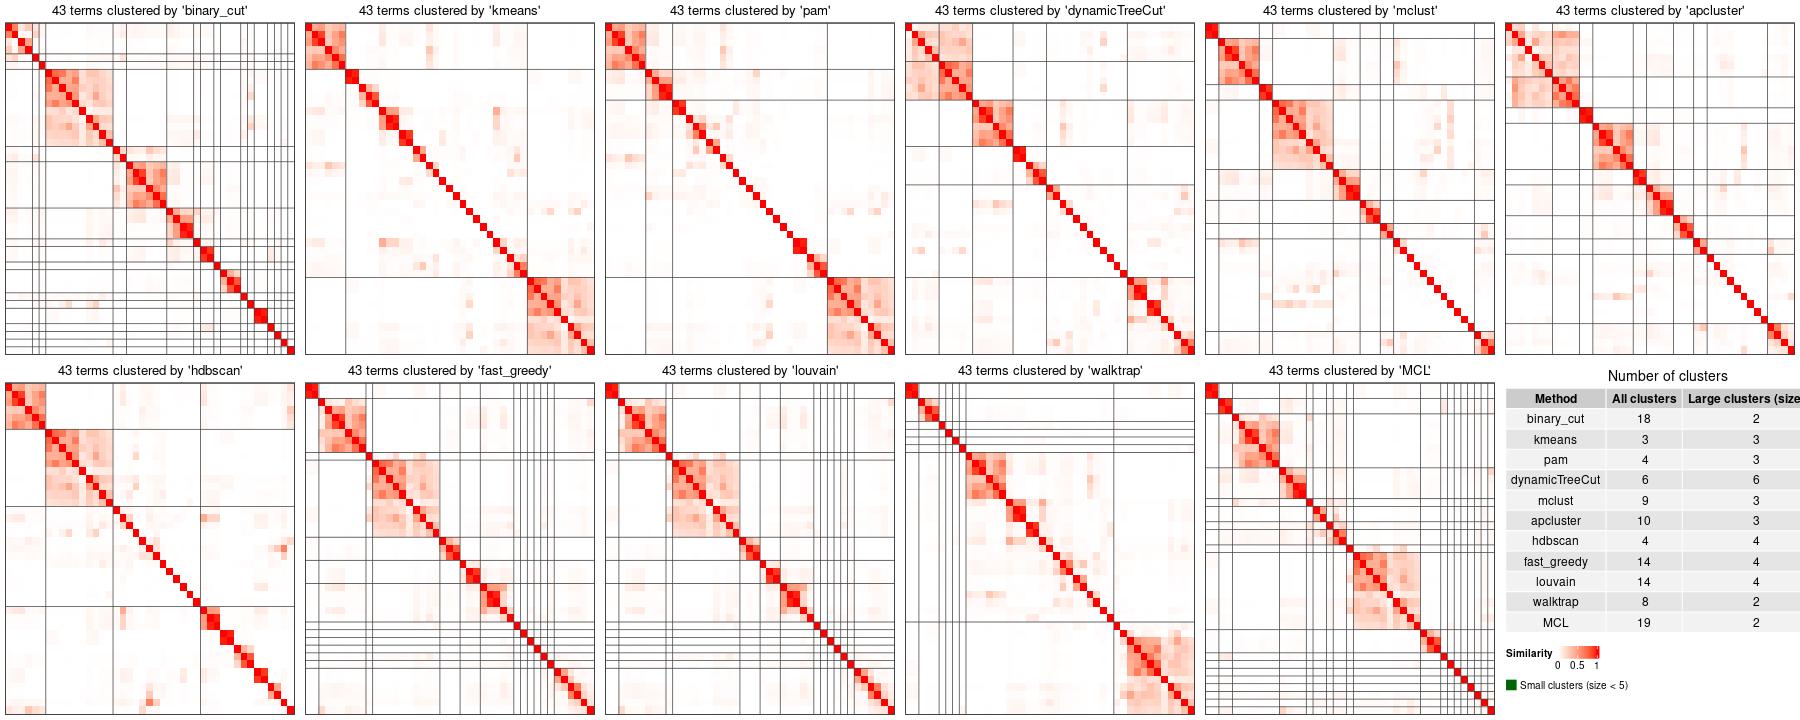 43 terms clustered by 'binary_cut'
43 terms clustered by 'kmeans'
43 terms clustered by 'pam'
43 terms clustered by 'dynamicTreeCut'
43 terms clustered by 'mclust'
43 terms clustered by 'apcluster'
43 terms clustered by 'hdbscan'
43 terms clustered by 'fast_greedy'
43 terms clustered by 'louvain'
43 terms clustered by 'walktrap'
43 terms clustered by 'MCL'
Number of clusters
Method All clusters Large clusters (size
binary_cut 18 2
kmeans 3 3
pam 4 3
dynamicTreeCut 6 6
mclust 9 3
apcluster 10 3
hdbscan 4 4
fast_greedy 14 4
louvain 14 4
walktrap 8 2
MCL 19 2
Similarity
0 0.5 1
Small clusters (size < 5)